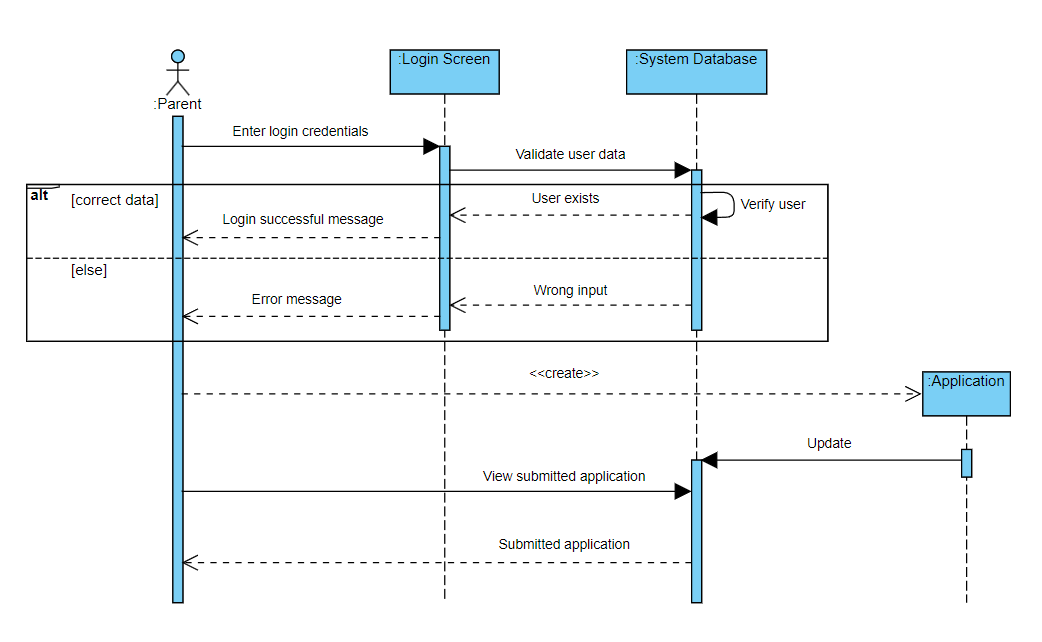 :Login Screen
:System Database
:Parent
Enter login credentials
Validate user data
alt
[correct data]
User exists
Verify user
Login successful message
[else]
Wrong input
Error message
<<create>>
:Application
Update
View submitted application
Submitted application